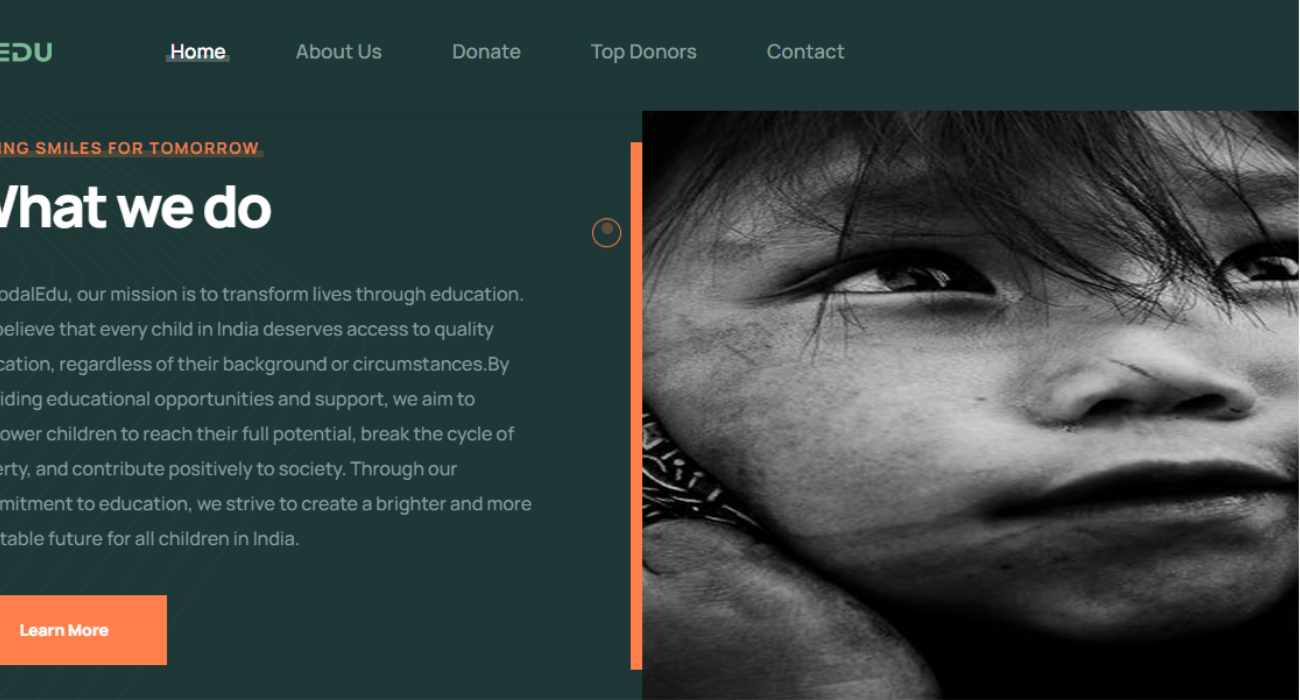 EDU
Home About Us Donate Top Donors Contact
ING SMILES FOR TOMORROW
What we do
odalEdu, our mission is to transform lives through education.
believe that every child in India deserves access to quality
cation, regardless of their background or circumstances.By
iding educational opportunities and support, we aim to
ower children to reach their full potential, break the cycle of
erty, and contribute positively to society. Through our
mitment to education, we strive to create a brighter and more
table future for all children in India.
Learn More